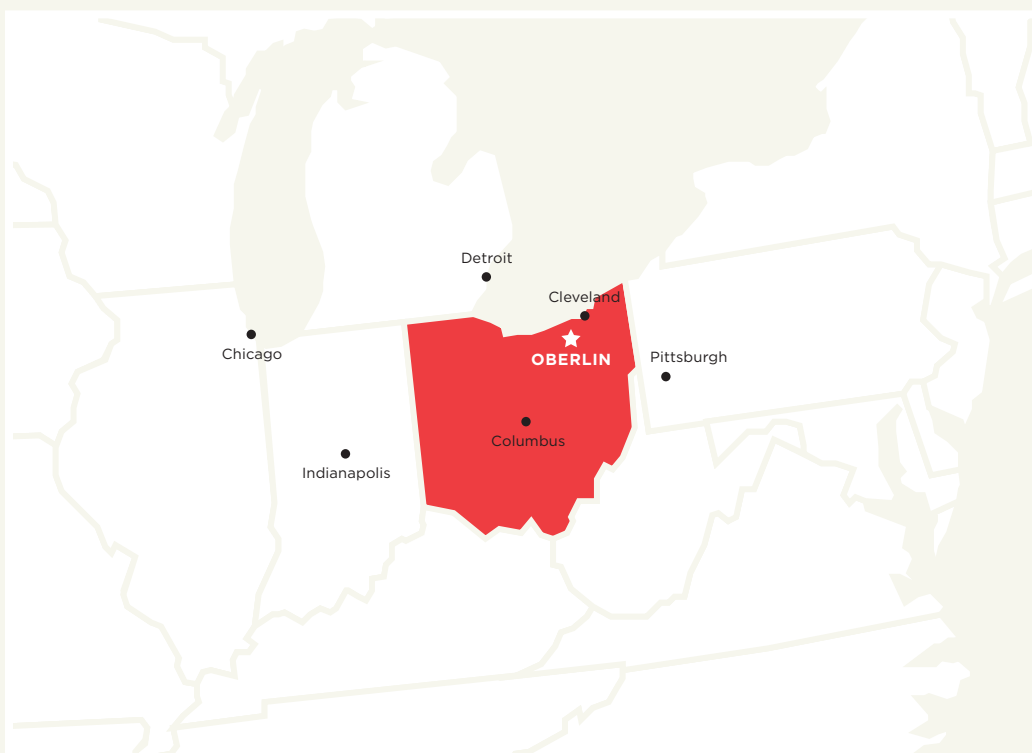 Detroit
Cleveland
Chicago
OBERLIN
Pittsburgh
Columbus
Indianapolis